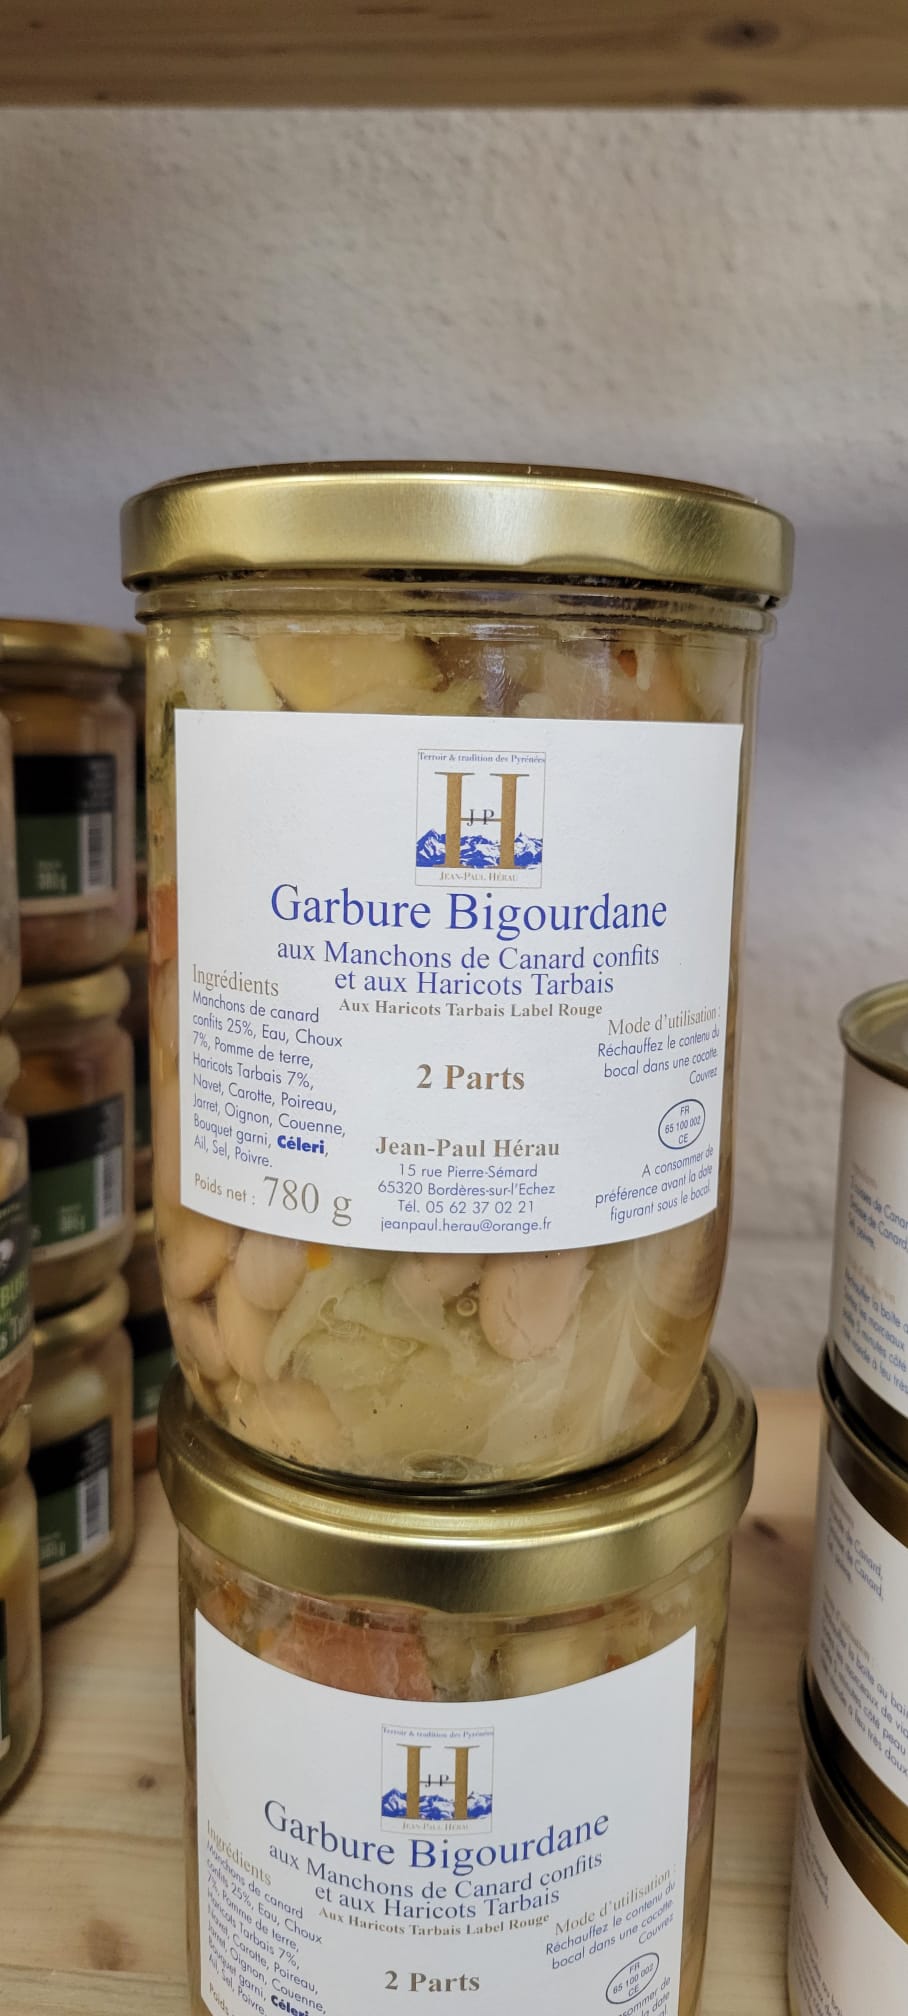 Terroir & tradition des Pyrénées
J P
H
JEAN-PAUL HÉRAU
Garbure Bigourdane
aux Manchons de Canard confits
et aux Haricots Tarbais
Aux Haricots Tarbais Label Rouge
Ingrédients
Manchons de canard
confits 25%, Eau, Choux
7%, Pomme de terre,
Haricots Tarbais 7%,
Navet, Carotte, Poireau,
Jarret, Oignon, Couenne,
Bouquet garni, Céleri,
Ail, Sel, Poivre.
Poids net : 780 g
2 Parts
Jean-Paul Hérau
15 rue Pierre-Sémard
65320 Bordères-sur-l'Echez
Tél. 05 62 37 02 21
jeanpaul.herau@orange.fr
Mode d'utilisation :
Réchauffez le contenu du
bocal dans une cocotte.
Couvrez
FR
65 100 002
CE
A consommer de
préférence avant la date
figurant sous le bocal.
Terroir & tradition des Pyrénées
J P
H
JEAN-PAUL HÉRAU
Garbure Bigourdane
aux Manchons de Canard confits
et aux Haricots Tarbais
Aux Haricots Tarbais Label Rouge
Ingrédients
Manchons de canard
confits 25%, Eau, Choux
7%, Pomme de terre,
Haricots Tarbais 7%,
Navet, Carotte, Poireau,
Jarret, Oignon, Couenne,
Bouquet garni, Céleri,
Ail, Sel, Poivre.
Poids
2 Parts
Mode d'utilisation :
Réchauffez le contenu du
bocal dans une cocotte.
Couvrez
FR
65 100 002
CE